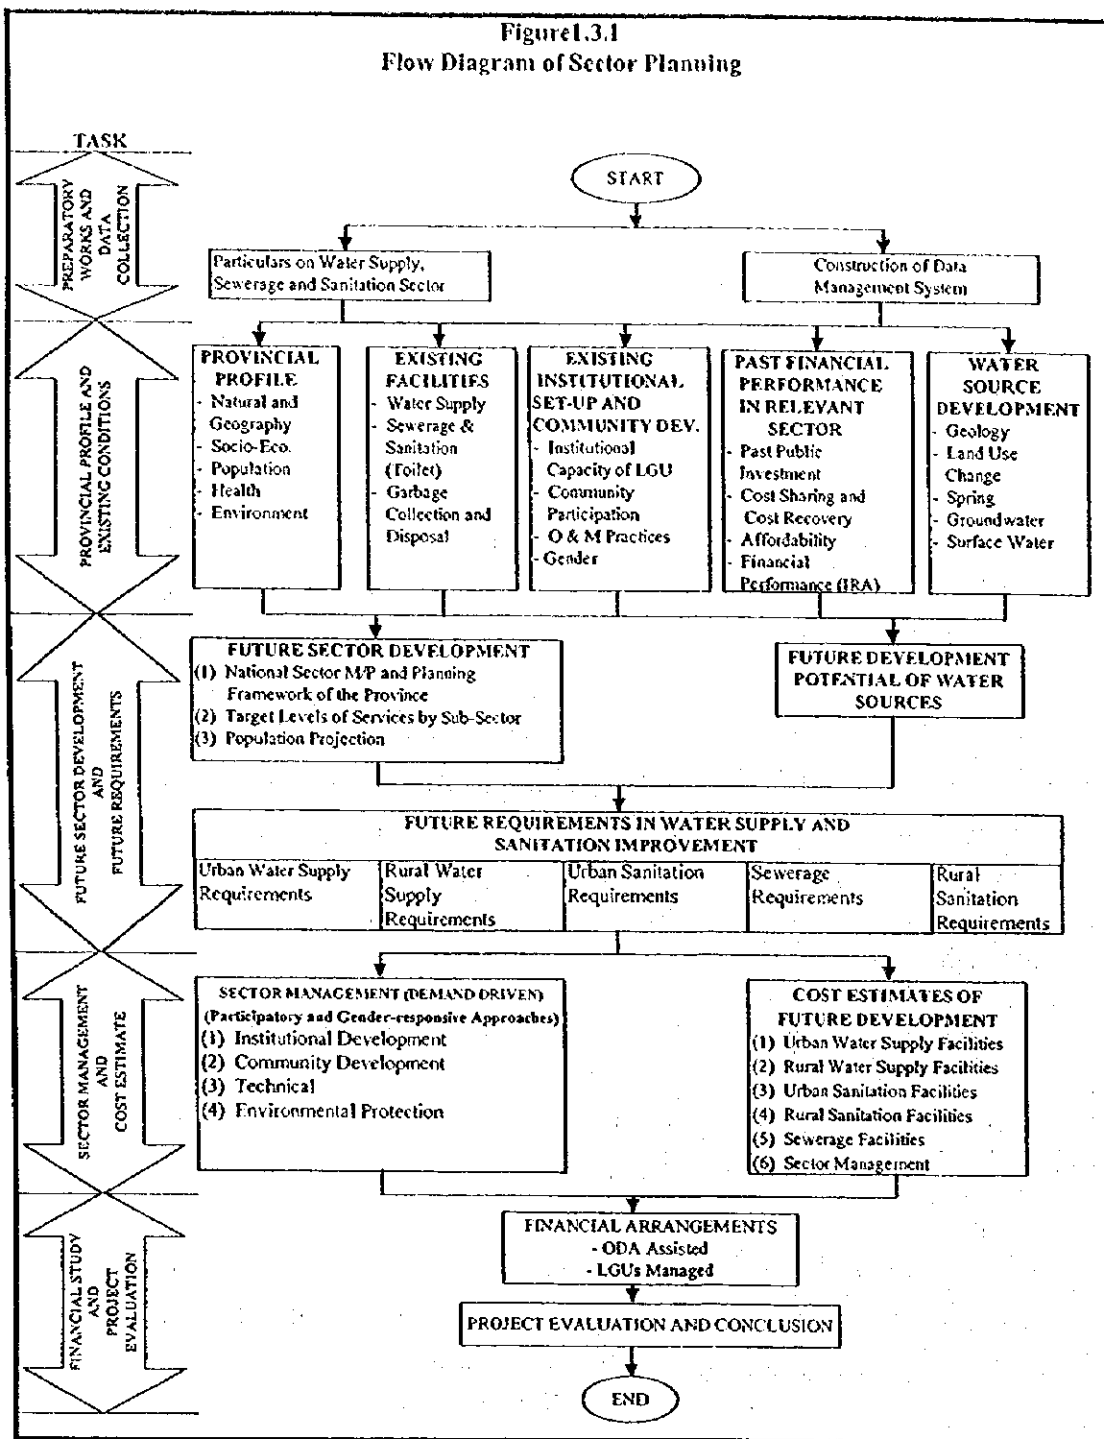 Figure1.3.1
Flow Diagram of Sector Planning
TASK
PREPARATORY
WORKS AND
DATA
COLLECTION
START
Particulars on Water Supply,
Sewerage and Sanitation Sector
Construction of Data
Management System
PROVINCIAL PROFILE AND
EXISTING CONDITIONS
PROVINCIAL
PROFILE
- Natural and
Geography
- Socio-Eco.
- Population
- Health
- Environment
EXISTING
FACILITIES
- Water Supply
- Sewerage &
Sanitation
(Toilet)
- Garbage
Collection and
Disposal
EXISTING
INSTITUTIONAL
SET-UP AND
COMMUNITY DEV.
- Institutional
Capacity of LGU
- Community
Participation
- O & M Practices
- Gender
PAST FINANCIAL
PERFORMANCE
IN RELEVANT
SECTOR
- Past Public
Investment
- Cost Sharing and
Cost Recovery
- Affordability
- Financial
Performance (IRA)
WATER
SOURCE
DEVELOPMENT
- Geology
- Land Use
Change
- Spring
- Groundwater
- Surface Water
FUTURE SECTOR DEVELOPMENT
AND
FUTURE REQUIREMENTS
FUTURE SECTOR DEVELOPMENT
(1) National Sector M/P and Planning
Framework of the Province
(2) Target Levels of Services by Sub-Sector
(3) Population Projection
FUTURE DEVELOPMENT
POTENTIAL OF WATER
SOURCES
FUTURE REQUIREMENTS IN WATER SUPPLY AND
SANITATION IMPROVEMENT
Urban Water Supply
Requirements
Rural Water
Supply
Requirements
Urban Sanitation
Requirements
Sewerage
Requirements
Rural
Sanitation
Requirements
SECTOR MANAGEMENT
AND
COST ESTIMATE
SECTOR MANAGEMENT (DEMAND DRIVEN)
(Participatory and Gender-responsive Approaches)
(1) Institutional Development
(2) Community Development
(3) Technical
(4) Environmental Protection
COST ESTIMATES OF
FUTURE DEVELOPMENT
(1) Urban Water Supply Facilities
(2) Rural Water Supply Facilities
(3) Urban Sanitation Facilities
(4) Rural Sanitation Facilities
(5) Sewerage Facilities
(6) Sector Management
FINANCIAL STUDY
AND
PROJECT
EVALUATION
FINANCIAL ARRANGEMENTS
- ODA Assisted
- LGUs Managed
PROJECT EVALUATION AND CONCLUSION
END